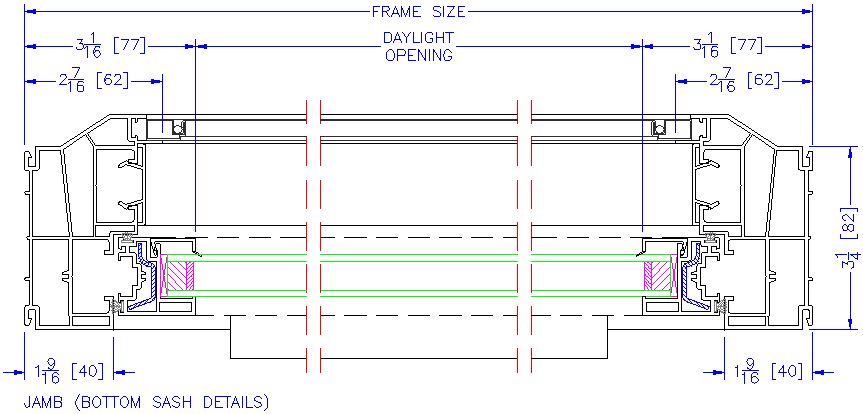 FRAME SIZE
3 1/16 [77]
DAYLIGHT
OPENING
3 1/16 [77]
2 7/16 [62]
2 7/16 [62]
3 1/4 [82]
1 9/16 [40]
1 9/16 [40]
JAMB (BOTTOM SASH DETAILS)